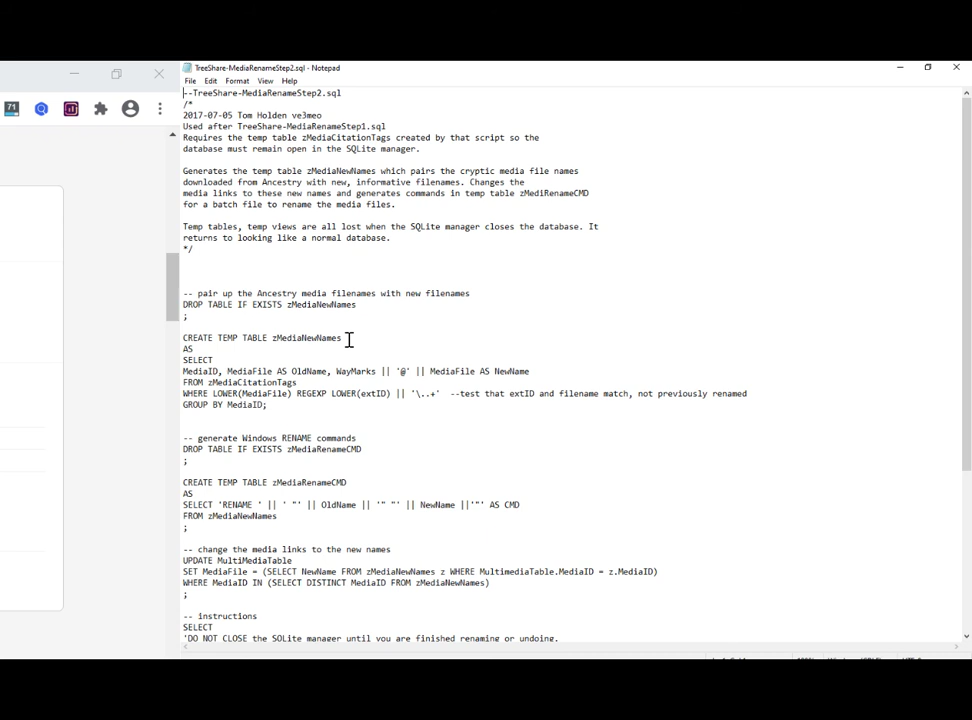 TreeShare-MediaRenameStep2.sql - Notepad
File Edit Format View Help
71
--TreeShare-MediaRenameStep2.sql
/*
2017-07-05 Tom Holden ve3meo
Used after TreeShare-MediaRenameStep1.sql
Requires the temp table zMediaCitationTags created by that script so the
database must remain open in the SQLite manager.
Generates the temp table zMediaNewNames which pairs the cryptic media file names
downloaded from Ancestry with new, informative filenames. Changes the
media links to these new names and generates commands in temp table zMediRenameCMD
for a batch file to rename the media files.
Temp tables, temp views are all lost when the SQLite manager closes the database. It
returns to looking like a normal database.
*/
-- pair up the Ancestry media filenames with new filenames
DROP TABLE IF EXISTS zMediaNewNames
;
CREATE TEMP TABLE zMediaNewNames
AS
SELECT
MediaID, MediaFile AS OldName, WayMarks || '@' || MediaFile AS NewName
FROM zMediaCitationTags
WHERE LOWER(MediaFile) REGEXP LOWER(extID) || '\..+'  --test that extID and filename match, not previously renamed
GROUP BY MediaID;
-- generate Windows RENAME commands
DROP TABLE IF EXISTS zMediaRenameCMD
;
CREATE TEMP TABLE zMediaRenameCMD
AS
SELECT 'RENAME ' || ' "' || OldName || '" "' || NewName ||'"' AS CMD
FROM zMediaNewNames
;
-- change the media links to the new names
UPDATE MultiMediaTable
SET MediaFile = (SELECT NewName FROM zMediaNewNames z WHERE MultimediaTable.MediaID = z.MediaID)
WHERE MediaID IN (SELECT DISTINCT MediaID FROM zMediaNewNames)
;
-- instructions
SELECT
'DO NOT CLOSE the SQLite manager until you are finished renaming or undoing.